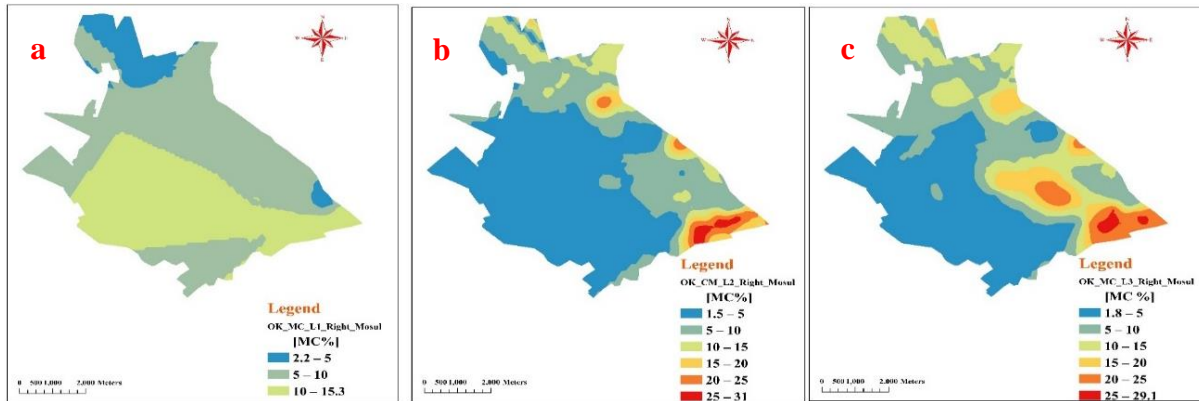 a
N
W E
S
Legend
OK_MC_L1_Right_Mosul
[MC%]
2.2 – 5
5 – 10
10 – 15.3
0 500 1,000 2,000 Meters
b
N
W E
S
Legend
OK_CM_L2_Right_Mosul
[MC%]
1.5 – 5
5 – 10
10 – 15
15 – 20
20 – 25
25 – 31
0 500 1,000 2,000 Meters
c
N
W E
S
Legend
OK_MC_L3_Right_Mosul
[MC %]
1.8 – 5
5 – 10
10 – 15
15 – 20
20 – 25
25 – 29.1
0 500 1,000 2,000 Meters